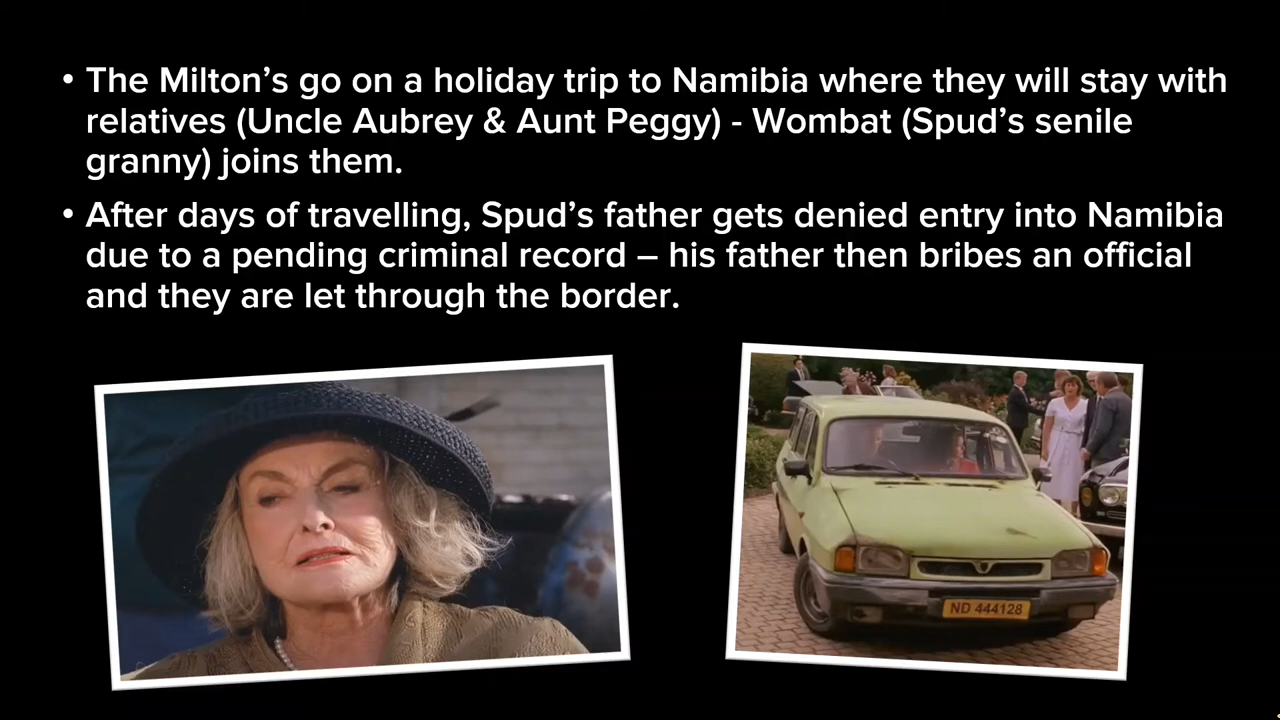 • The Milton’s go on a holiday trip to Namibia where they will stay with
relatives (Uncle Aubrey & Aunt Peggy) - Wombat (Spud’s senile
granny) joins them.
• After days of travelling, Spud’s father gets denied entry into Namibia
due to a pending criminal record – his father then bribes an official
and they are let through the border.
ND 444128